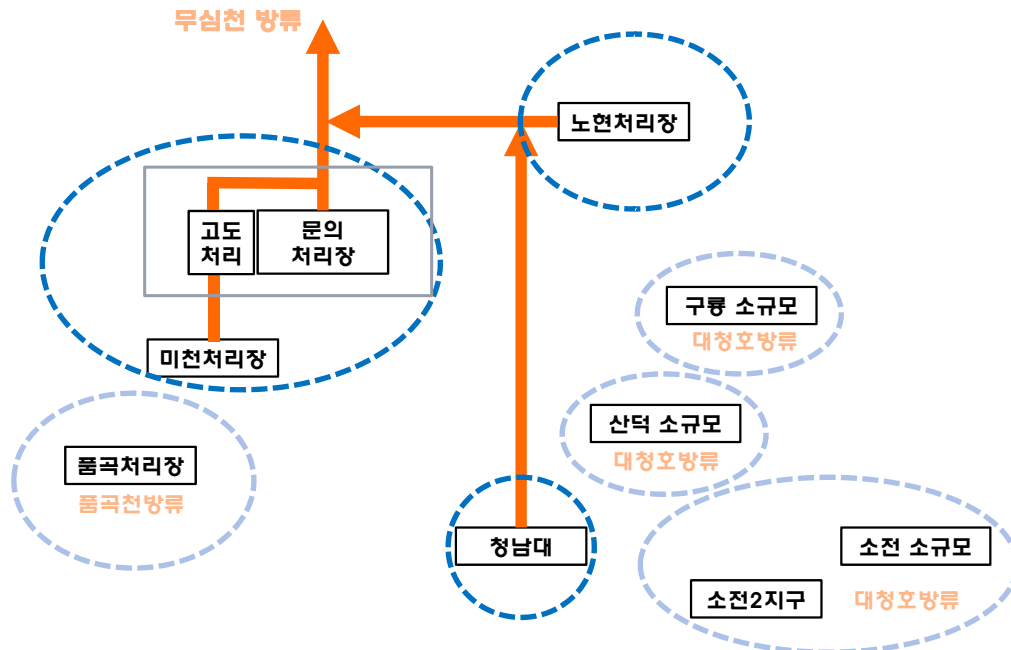 무심천 방류
노현처리장
고도
처리
문의
처리장
미천처리장
구룡 소규모
대청호방류
산덕 소규모
대청호방류
품곡처리장
품곡천방류
청남대
소전 소규모
소전2지구
대청호방류